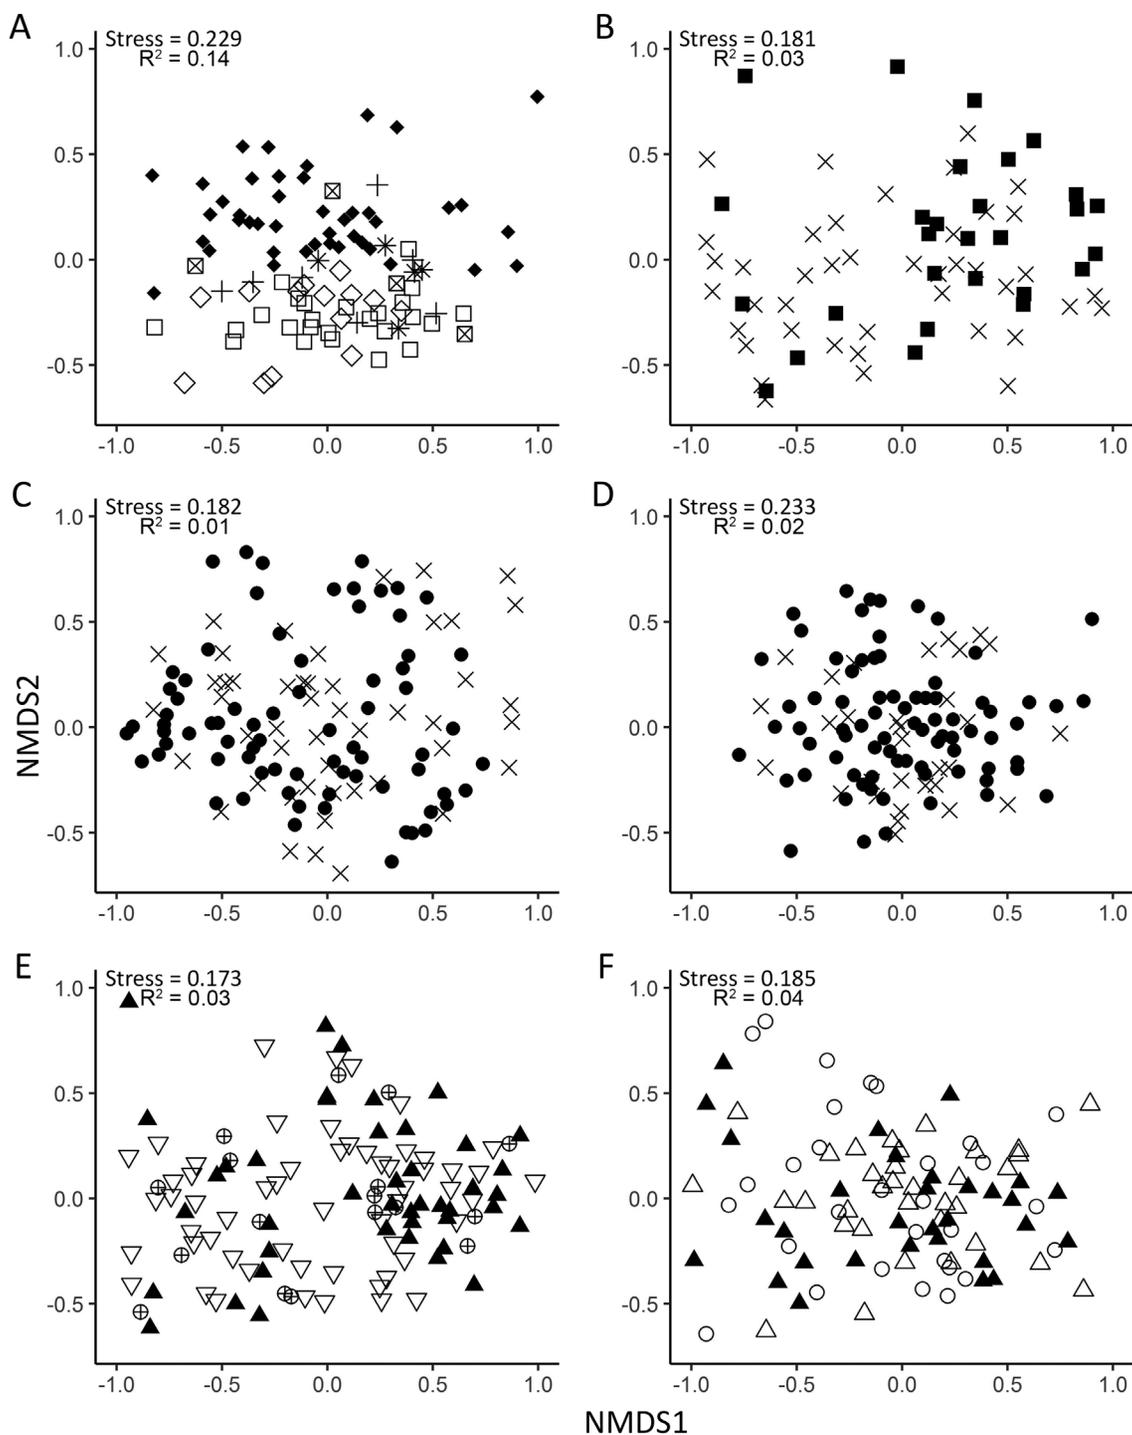 A
B
Stress = 0.229
R² = 0.14
Stress = 0.181
R² = 0.03
1.0
0.5
0.0
-0.5
-1.0 -0.5 0.0 0.5 1.0
1.0
0.5
0.0
-0.5
-1.0 -0.5 0.0 0.5 1.0
C
D
Stress = 0.182
R² = 0.01
Stress = 0.233
R² = 0.02
1.0
0.5
0.0
-0.5
-1.0 -0.5 0.0 0.5 1.0
1.0
0.5
0.0
-0.5
-1.0 -0.5 0.0 0.5 1.0
NMDS2
E
F
Stress = 0.173
R² = 0.03
Stress = 0.185
R² = 0.04
1.0
0.5
0.0
-0.5
-1.0 -0.5 0.0 0.5 1.0
1.0
0.5
0.0
-0.5
-1.0 -0.5 0.0 0.5 1.0
NMDS1